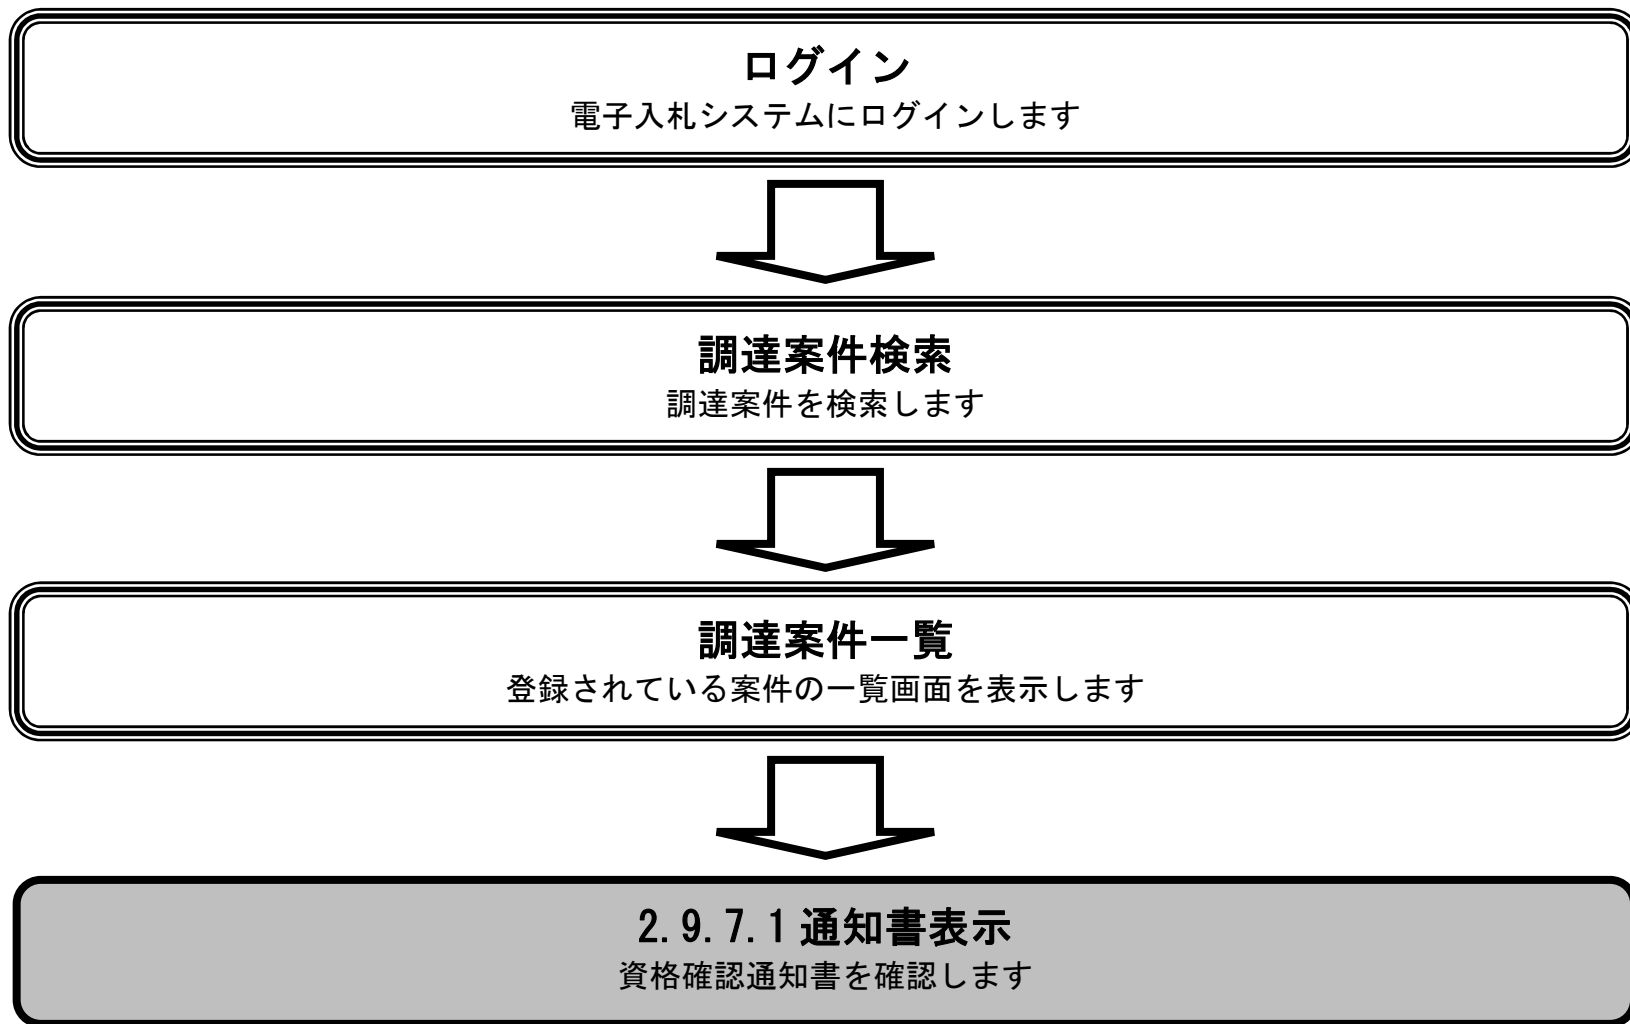 ログイン
電子入札システムにログインします
調達案件検索
調達案件を検索します
調達案件一覧
登録されている案件の一覧画面を表示します
2.9.7.1通知書表示
資格確認通知書を確認します